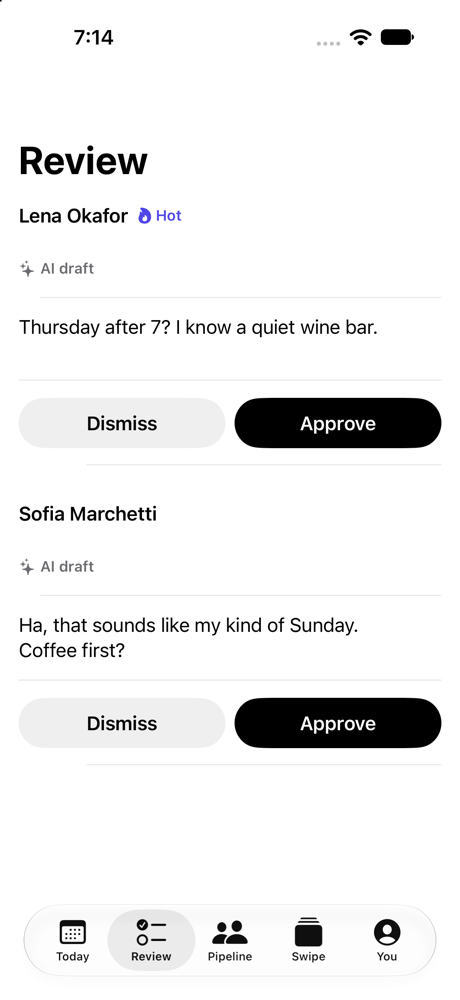 7:14
Review
Lena Okafor Hot
AI draft
Thursday after 7? I know a quiet wine bar.
Dismiss Approve
Sofia Marchetti
AI draft
Ha, that sounds like my kind of Sunday.
Coffee first?
Dismiss Approve
Today Review Pipeline Swipe You